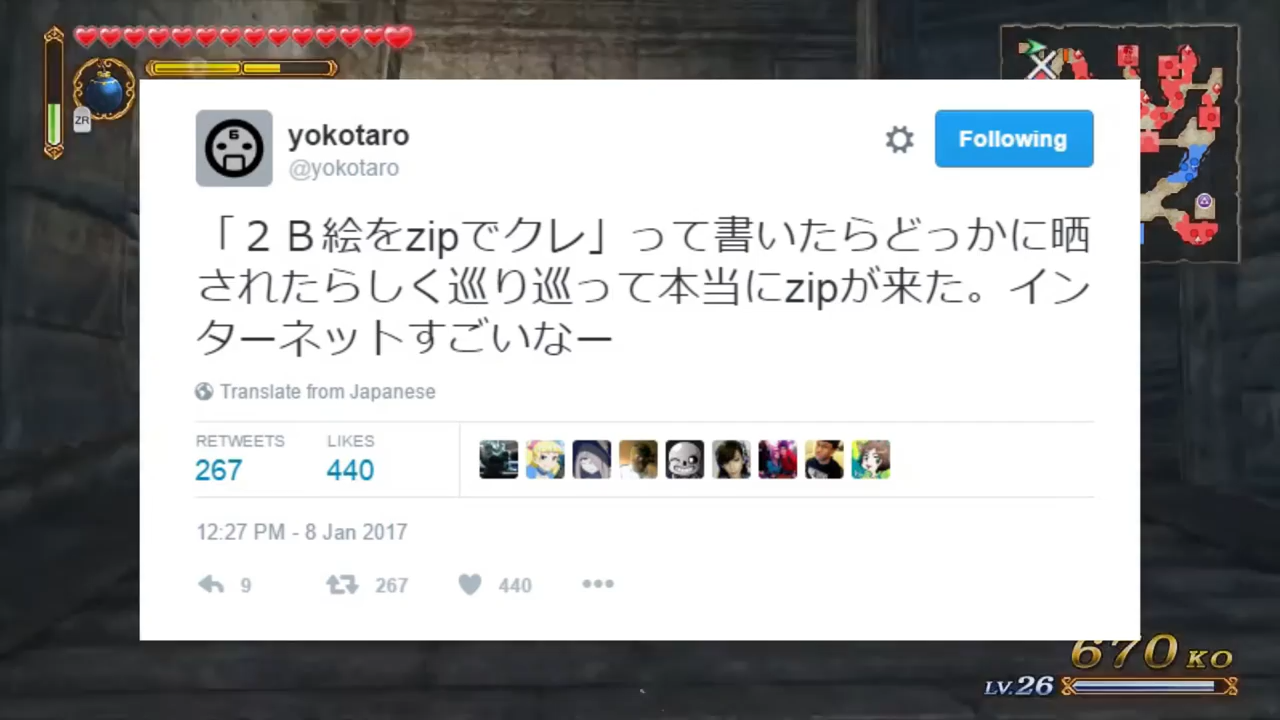 ZR
yokotaro
@yokotaro
Following
「２Ｂ絵をzipでクレ」って書いたらどっかに晒
されたらしく巡り巡って本当にzipが来た。イン
ターネットすごいなー
Translate from Japanese
RETWEETS LIKES
267 440
12:27 PM - 8 Jan 2017
9 267 440 •••
670 KO
LV.26